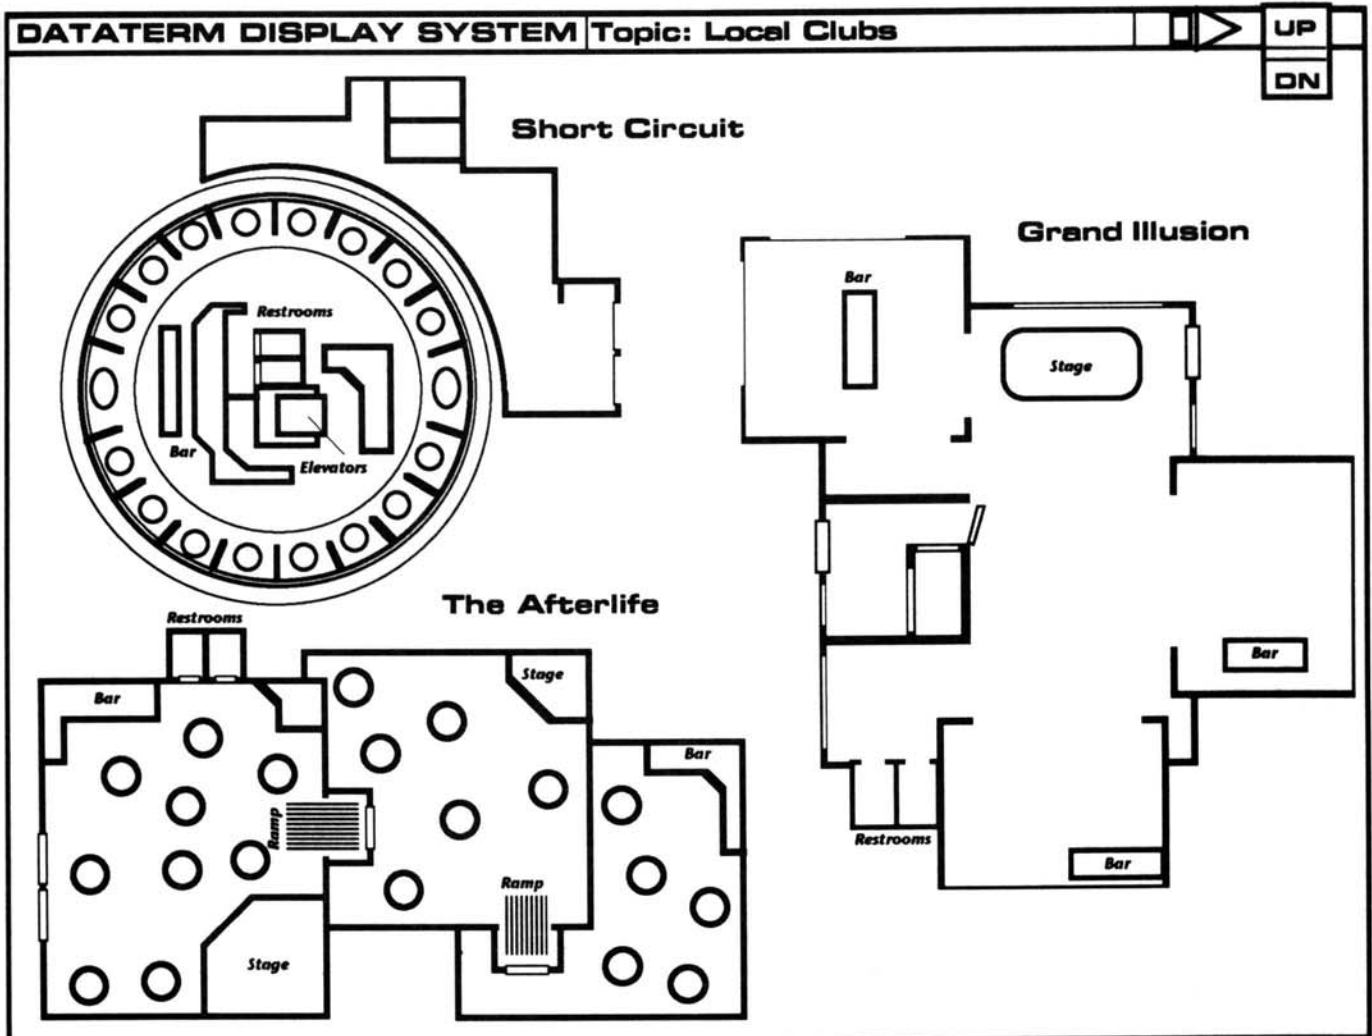 DATATERM DISPLAY SYSTEM Topic: Local Clubs
UP
DN
Short Circuit
Restrooms
Bar
Elevators
Grand Illusion
Bar
Stage
Bar
Restrooms
Bar
The Afterlife
Restrooms
Bar
Stage
Bar
Ramp
Ramp
Stage